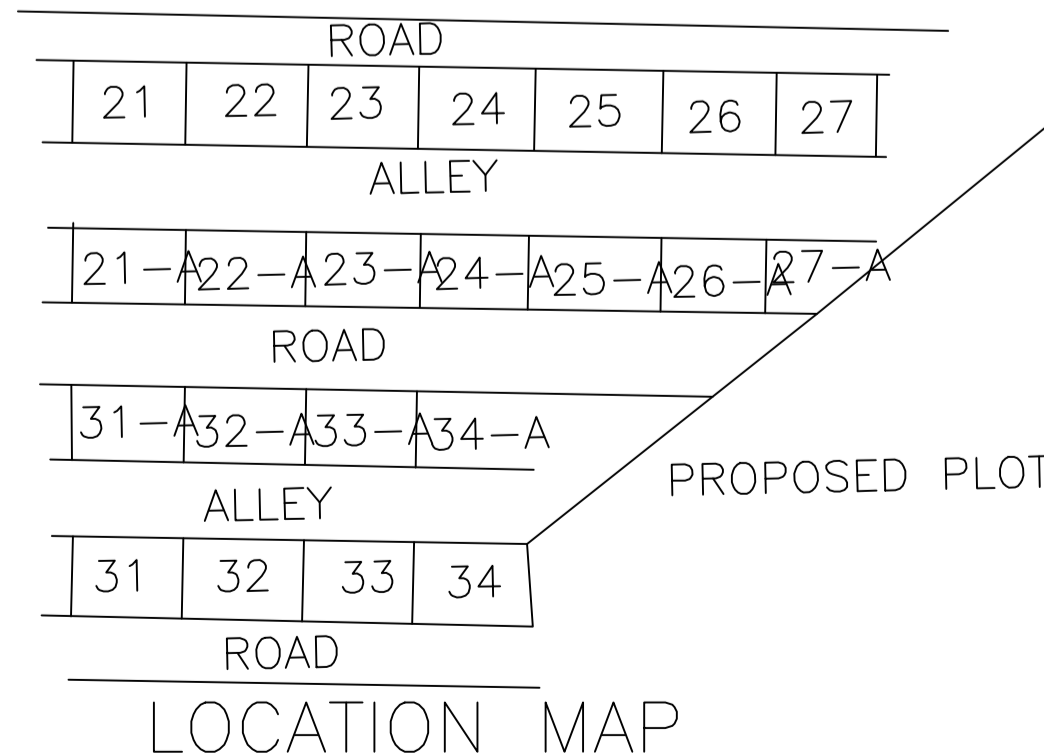 ROAD
21 22 23 24 25 26 27
ALLEY
21-A 22-A 23-A 24-A 25-A 26-A 27-A
ROAD
31-A 32-A 33-A 34-A
PROPOSED PLOT
ALLEY
31 32 33 34
ROAD
LOCATION MAP